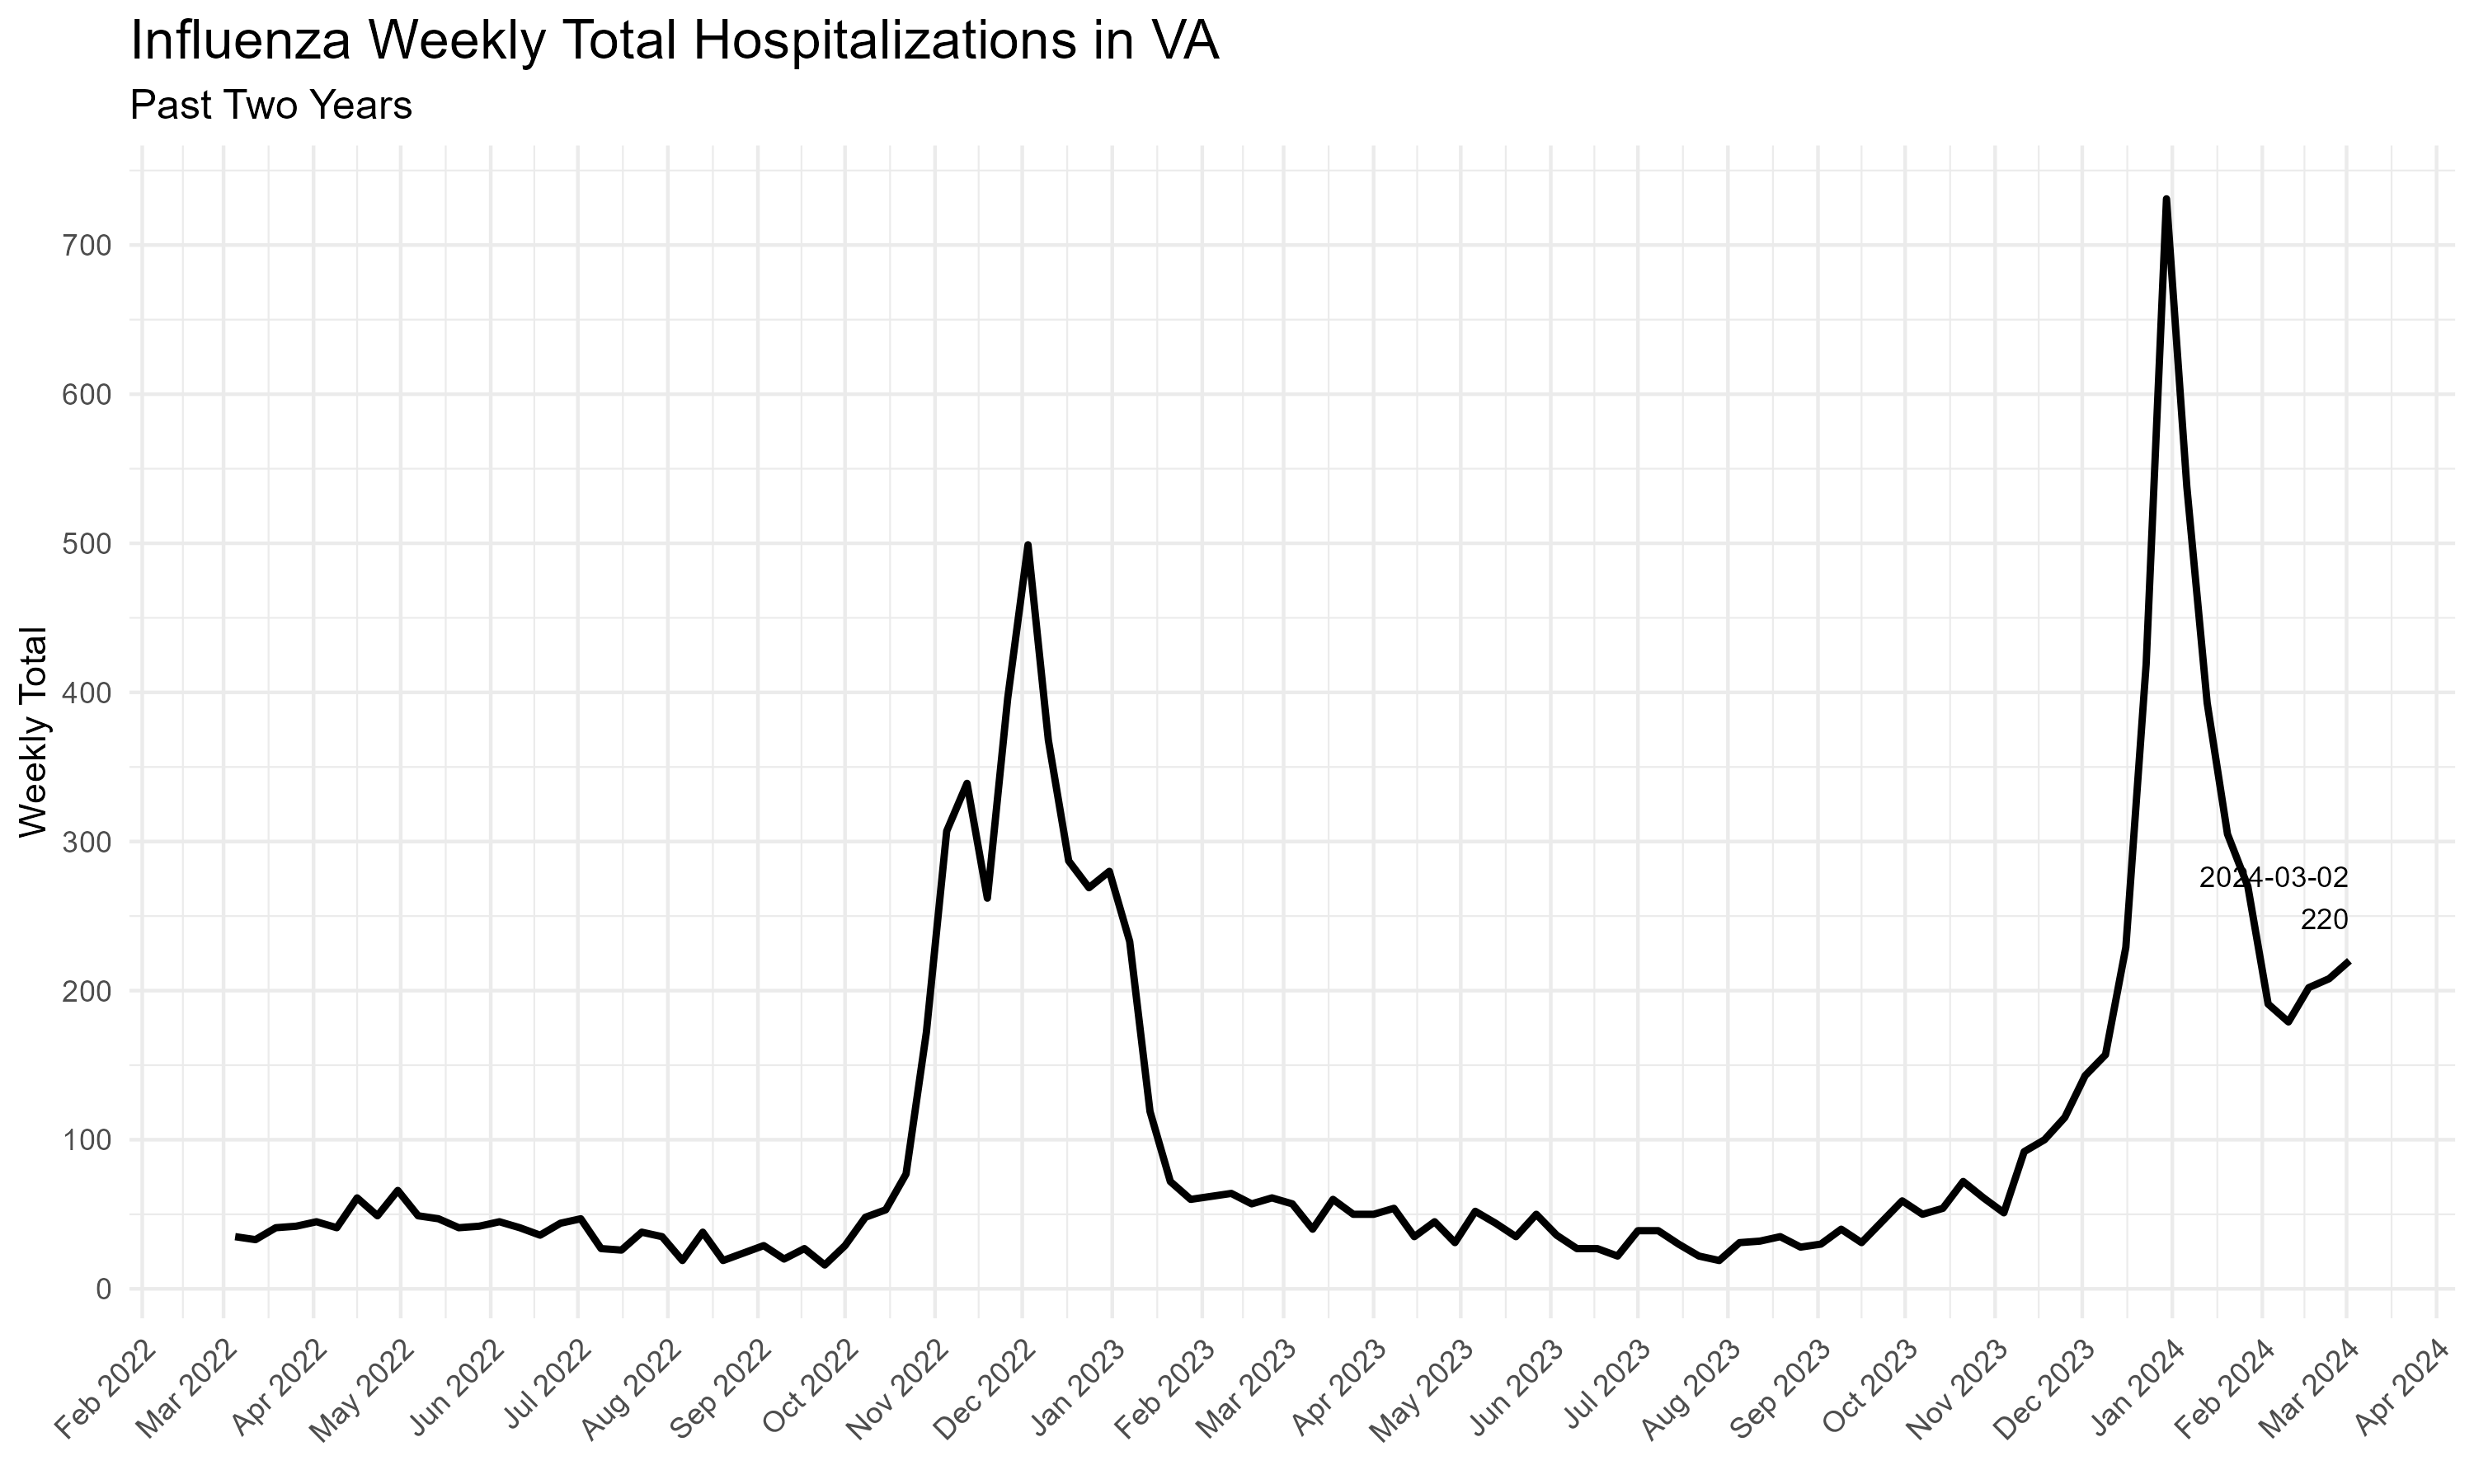 Influenza Weekly Total Hospitalizations in VA
Past Two Years
Weekly Total
700
600
500
400
300
200
100
0
2024-03-02
220
Feb 2022
Mar 2022
Apr 2022
May 2022
Jun 2022
Jul 2022
Aug 2022
Sep 2022
Oct 2022
Nov 2022
Dec 2022
Jan 2023
Feb 2023
Mar 2023
Apr 2023
May 2023
Jun 2023
Jul 2023
Aug 2023
Sep 2023
Oct 2023
Nov 2023
Dec 2023
Jan 2024
Feb 2024
Mar 2024
Apr 2024